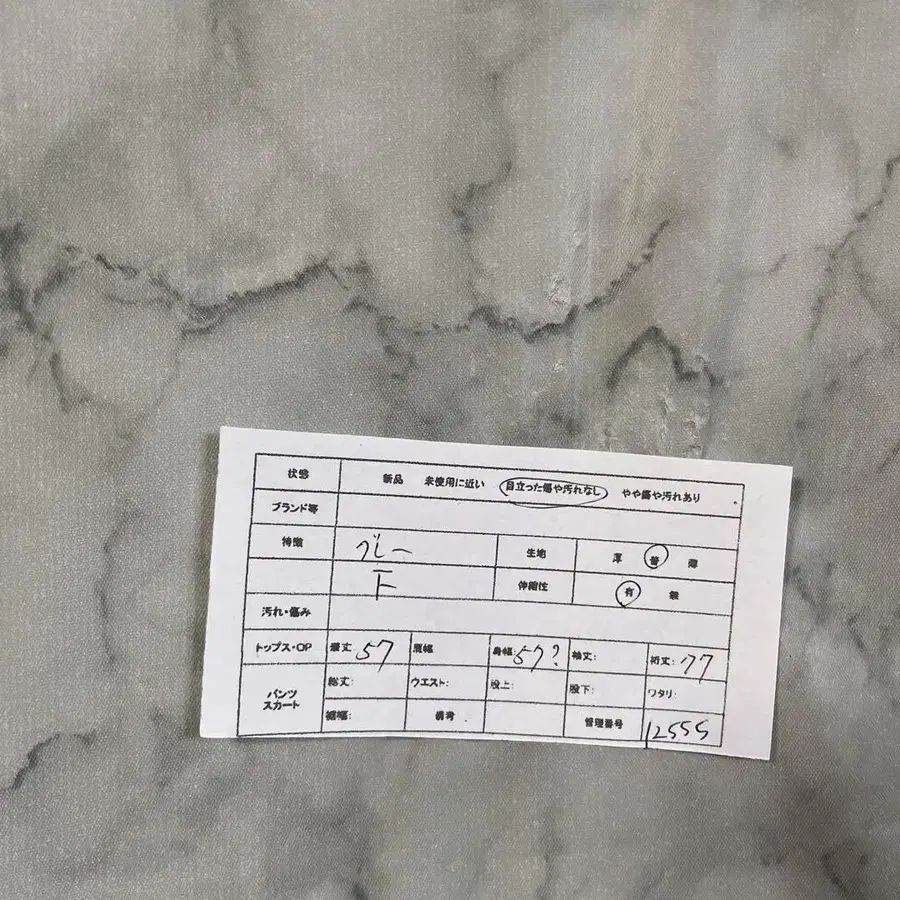 状態 新品 未使用に近い 目立った傷や汚れなし やや傷や汚れあり
ブランド等
特徴 グレー 生地 厚 普 薄
下 伸縮性 有 無
汚れ・傷み
トップス・OP 着丈 57 肩幅 身幅: 57? 袖丈: 裄丈: 77
パンツ スカート 総丈: ウエスト: 股上: 股下: ワタリ:
裾幅: 備考 管理番号 12555